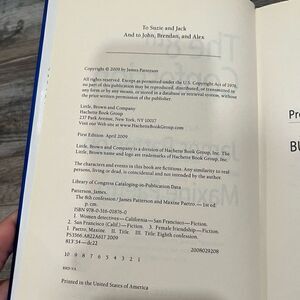 To Suzie and Jack
And to John, Brendan, and Alex
Copyright © 2009 by James Patterson
All rights reserved. Except as permitted under the U.S. Copyright Act of 1976,
no part of this publication may be reproduced, distributed, or transmitted in
any form or by any means, or stored in a database or retrieval system, without
the prior written permission of the publisher.
Little, Brown and Company
Hachette Book Group
237 Park Avenue, New York, NY 10017
Visit our Web site at www.HachetteBookGroup.com
First Edition: April 2009
Little, Brown and Company is a division of Hachette Book Group, Inc.
The Little, Brown name and logo are trademarks of Hachette Book Group, Inc.
The characters and events in this book are fictitious. Any similarity to real
persons, living or dead, is coincidental and not intended by the author.
Library of Congress Cataloging-in-Publication Data
Patterson, James.
The 8th confession / James Patterson and Maxine Paetro. — 1st ed.
p. cm.
ISBN 978-0-316-01876-0
1. Women detectives — California — San Francisco — Fiction.
2. San Francisco (Calif.) — Fiction. 3. Female friendship — Fiction.
I. Paetro, Maxine. II. Title. III. Title: Eighth confession.
PS3566.A822A617 2009
813'.54 — dc22
2008029208
10 9 8 7 6 5 4 3 2 1
RRD-VA
Printed in the United States of America